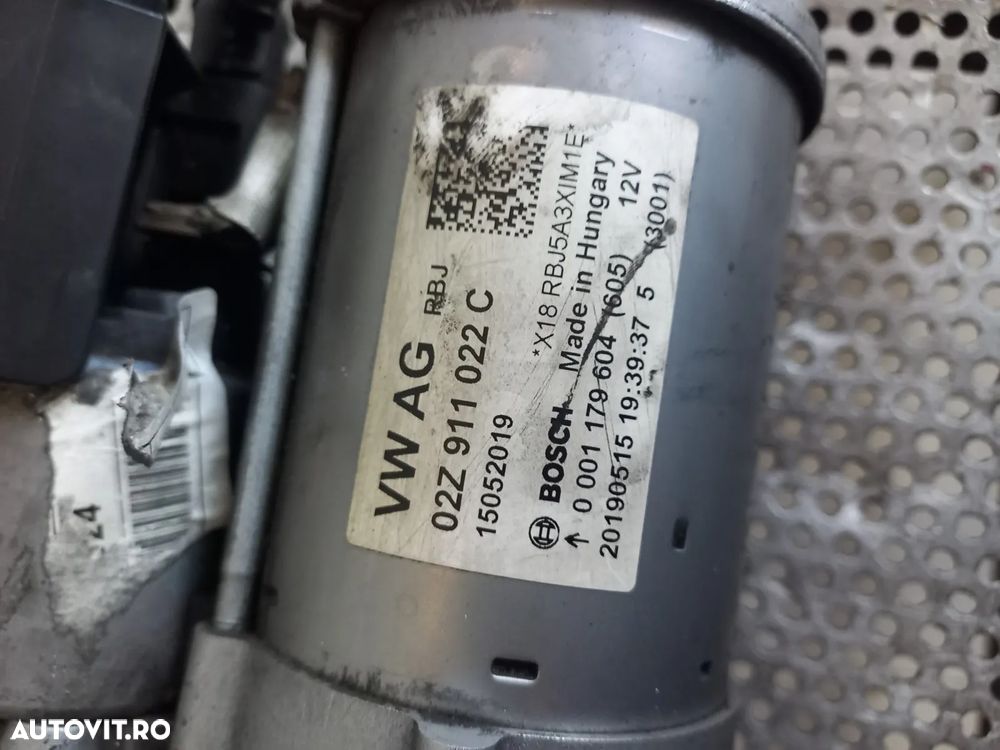 VW AG RBJ
02Z 911 022 C
15052019
*X18 RBJ5A3XIM1E*
BOSCH Made in Hungary
0 001 179 604 (605) 12V
20190515 19:39:37 5 (3001)
24
AUTOVIT.RO